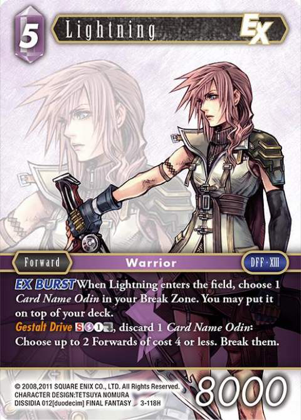 5
Lightning
EX
Forward
Warrior
DFF · XIII
EX BURST When Lightning enters the field, choose 1
Card Name Odin in your Break Zone. You may put it
on top of your deck.
Gestalt Drive S 1, discard 1 Card Name Odin:
Choose up to 2 Forwards of cost 4 or less. Break them.
© 2008,2011 SQUARE ENIX CO., LTD. All Rights Reserved.
CHARACTER DESIGN:TETSUYA NOMURA
DISSIDIA 012[duodecim] FINAL FANTASY
3-118H
8000